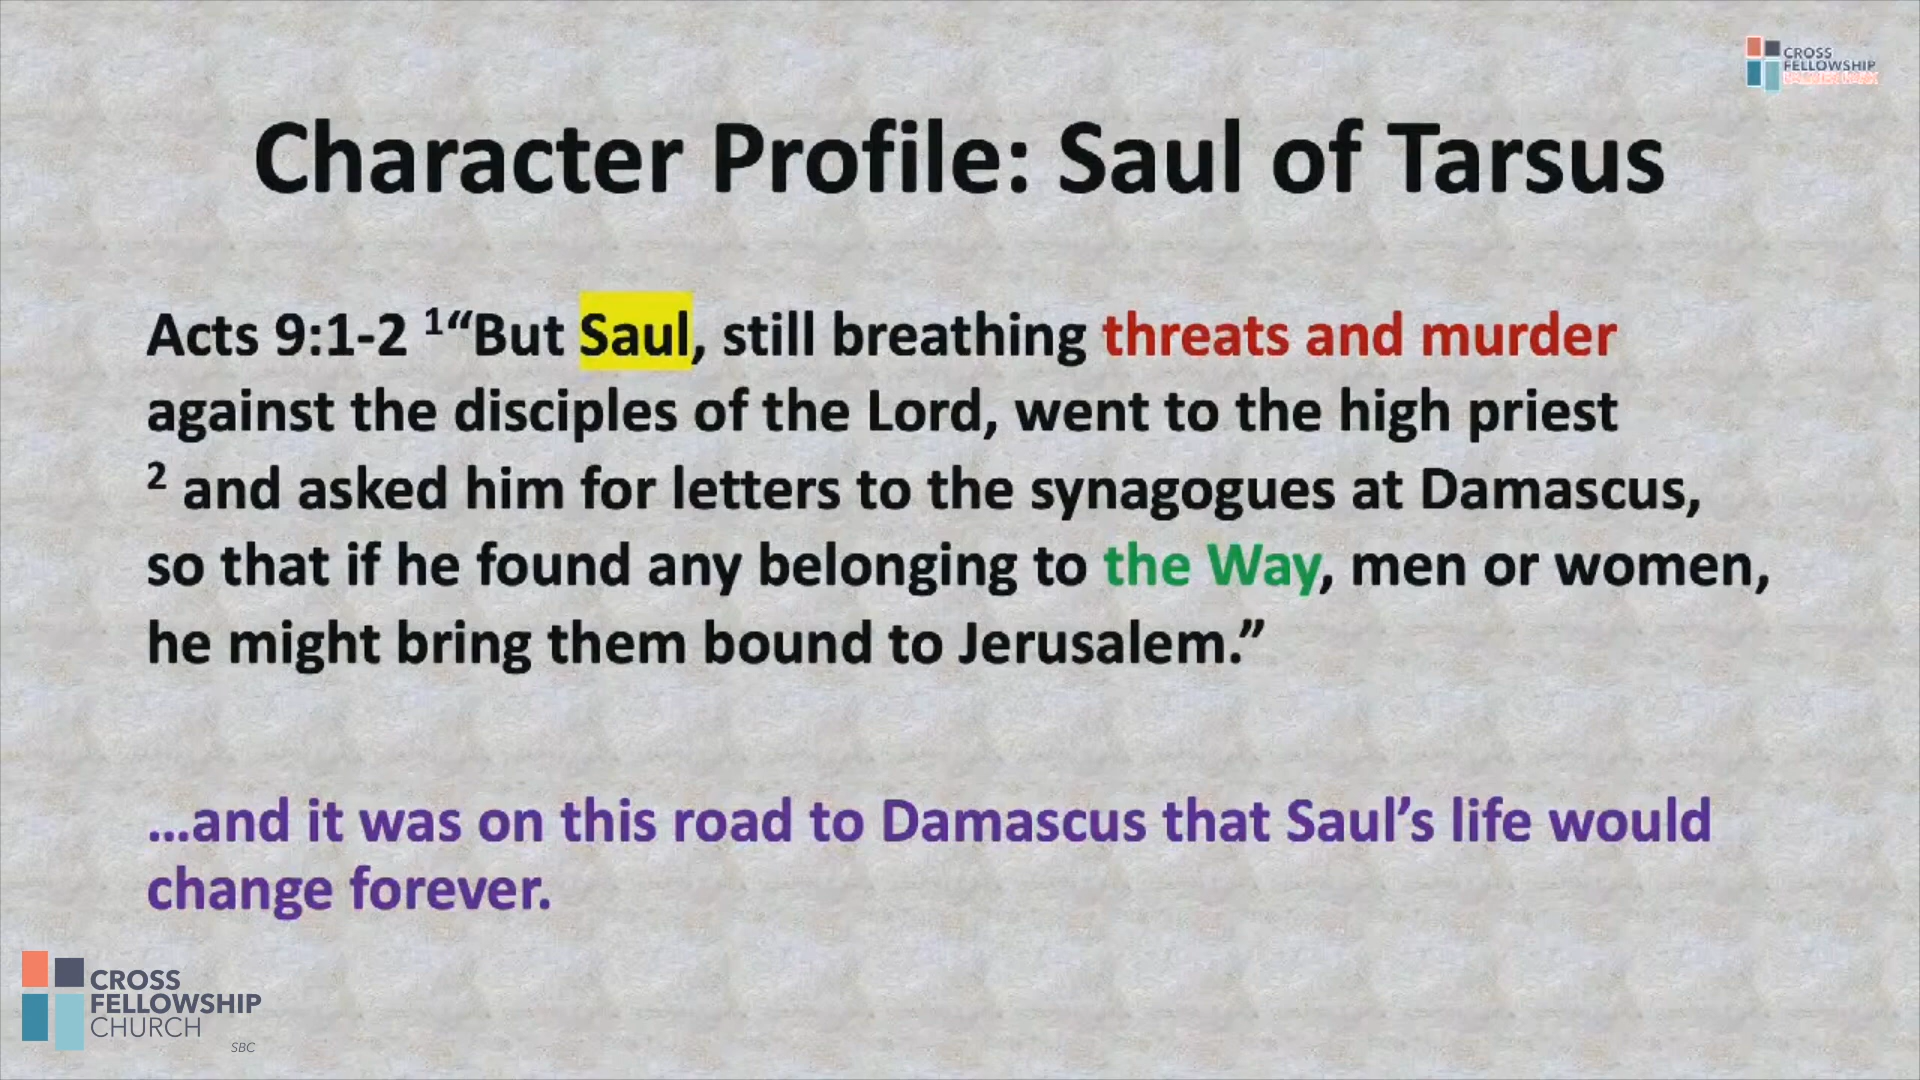 CROSS
FELLOWSHIP
Character Profile: Saul of Tarsus
Acts 9:1-2 ¹“But Saul, still breathing threats and murder
against the disciples of the Lord, went to the high priest
² and asked him for letters to the synagogues at Damascus,
so that if he found any belonging to the Way, men or women,
he might bring them bound to Jerusalem.”
...and it was on this road to Damascus that Saul’s life would
change forever.
CROSS
FELLOWSHIP
CHURCH
SBC